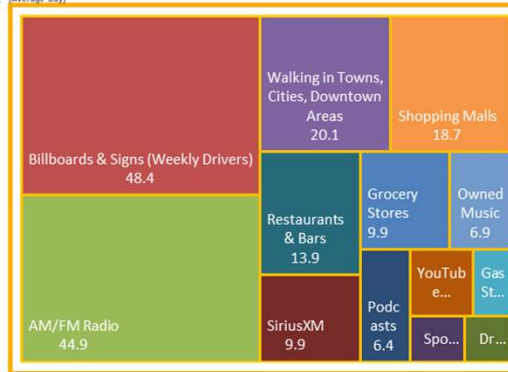 (Average Day)
Billboards & Signs (Weekly Drivers)
48.4
AM/FM Radio
44.9
Walking in Towns,
Cities, Downtown
Areas
20.1
Shopping Malls
18.7
Restaurants
& Bars
13.9
SiriusXM
9.9
Grocery
Stores
9.9
Owned
Music
6.9
Podc
asts
6.4
YouTub
e...
Gas
St...
Spo...
Dr...